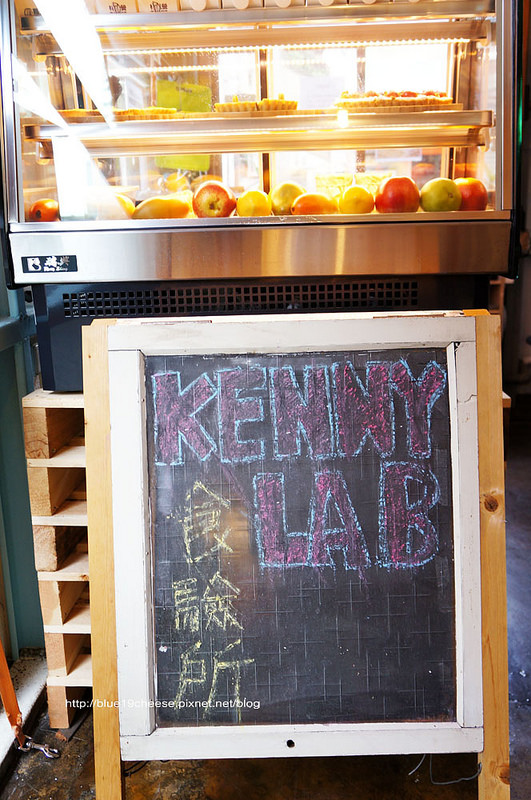 KENNY
LAB
食驗所
http://blue19cheese.pixnet.net/blog